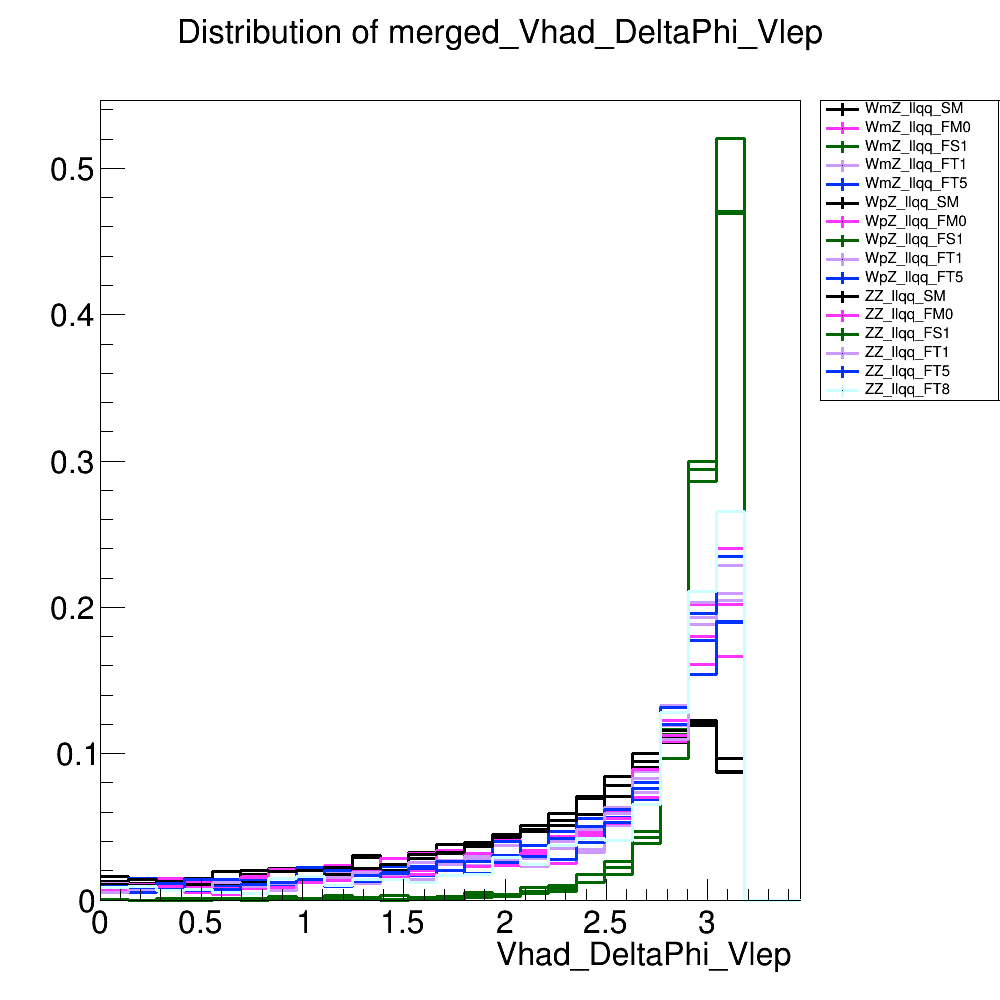 Distribution of merged_Vhad_DeltaPhi_Vlep
WmZ_llqq_SM
WmZ_llqq_FM0
WmZ_llqq_FS1
WmZ_llqq_FT1
WmZ_llqq_FT5
WpZ_llqq_SM
WpZ_llqq_FM0
WpZ_llqq_FS1
WpZ_llqq_FT1
WpZ_llqq_FT5
ZZ_llqq_SM
ZZ_llqq_FM0
ZZ_llqq_FS1
ZZ_llqq_FT1
ZZ_llqq_FT5
ZZ_llqq_FT8
0.5
0.4
0.3
0.2
0.1
0
0 0.5 1 1.5 2 2.5 3
Vhad_DeltaPhi_Vlep